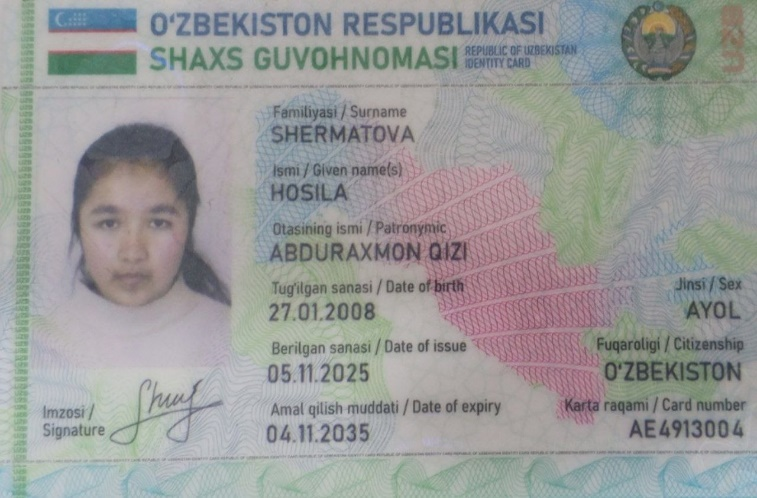 O'ZBEKISTON RESPUBLIKASI
SHAXS GUVOHNOMASI REPUBLIC OF UZBEKISTAN IDENTITY CARD
Familiyasi / Surname
SHERMATOVA
Ismi / Given name(s)
HOSILA
Otasining ismi / Patronymic
ABDURAXMON QIZI
Tug'ilgan sanasi / Date of birth
27.01.2008
Jinsi / Sex
AYOL
Berilgan sanasi / Date of issue
05.11.2025
Fuqaroligi / Citizenship
O'ZBEKISTON
Amal qilish muddati / Date of expiry
04.11.2035
Karta raqami / Card number
AE4913004
Imzosi /
Signature